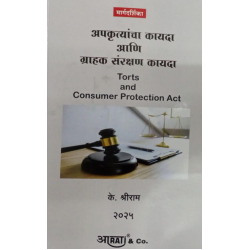 मार्गदर्शिका
अपकृत्यांचा कायदा
आणि
ग्राहक संरक्षण कायदा
Torts
and
Consumer Protection Act
के. श्रीराम
२०२५
आरती & Co.